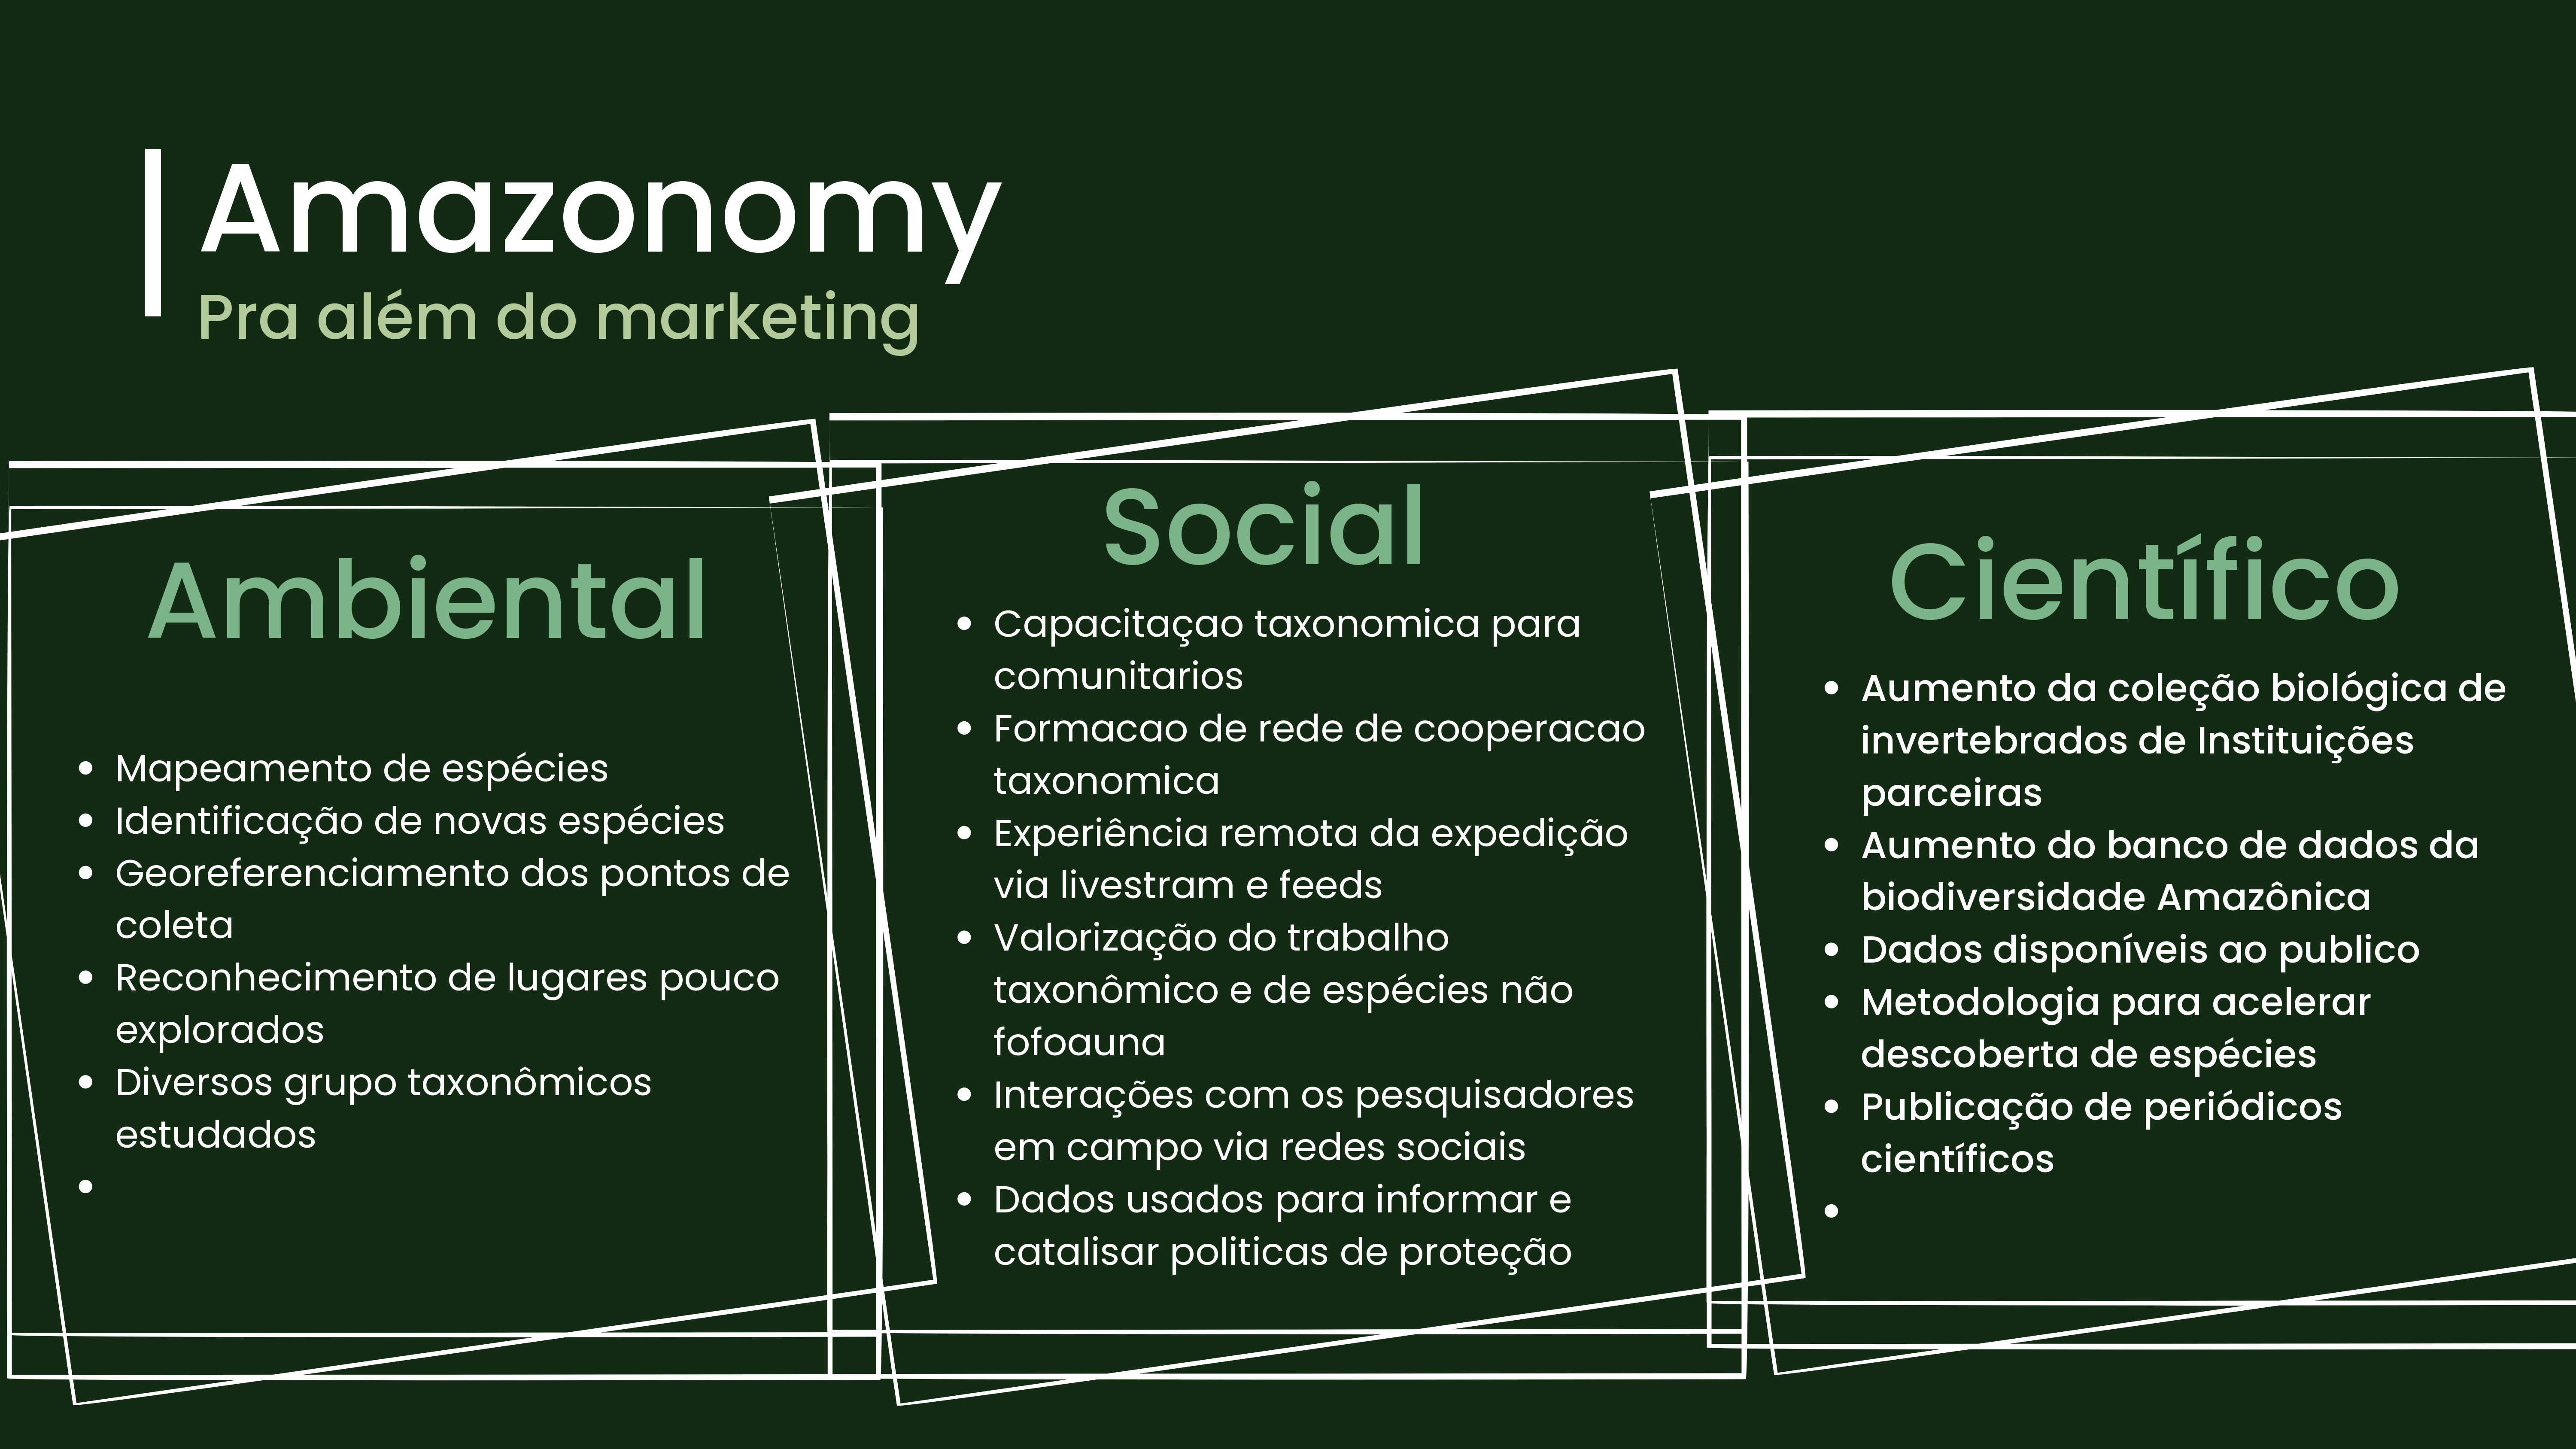 Amazonomy
Pra além do marketing
Ambiental
• Mapeamento de espécies
• Identificação de novas espécies
• Georeferenciamento dos pontos de
coleta
• Reconhecimento de lugares pouco
explorados
• Diversos grupo taxonômicos
estudados
•
Social
• Capacitaçao taxonomica para
comunitarios
• Formacao de rede de cooperacao
taxonomica
• Experiência remota da expedição
via livestram e feeds
• Valorização do trabalho
taxonômico e de espécies não
fofoauna
• Interações com os pesquisadores
em campo via redes sociais
• Dados usados para informar e
catalisar politicas de proteção
Científico
• Aumento da coleção biológica de
invertebrados de Instituições
parceiras
• Aumento do banco de dados da
biodiversidade Amazônica
• Dados disponíveis ao publico
• Metodologia para acelerar
descoberta de espécies
• Publicação de periódicos
científicos
•